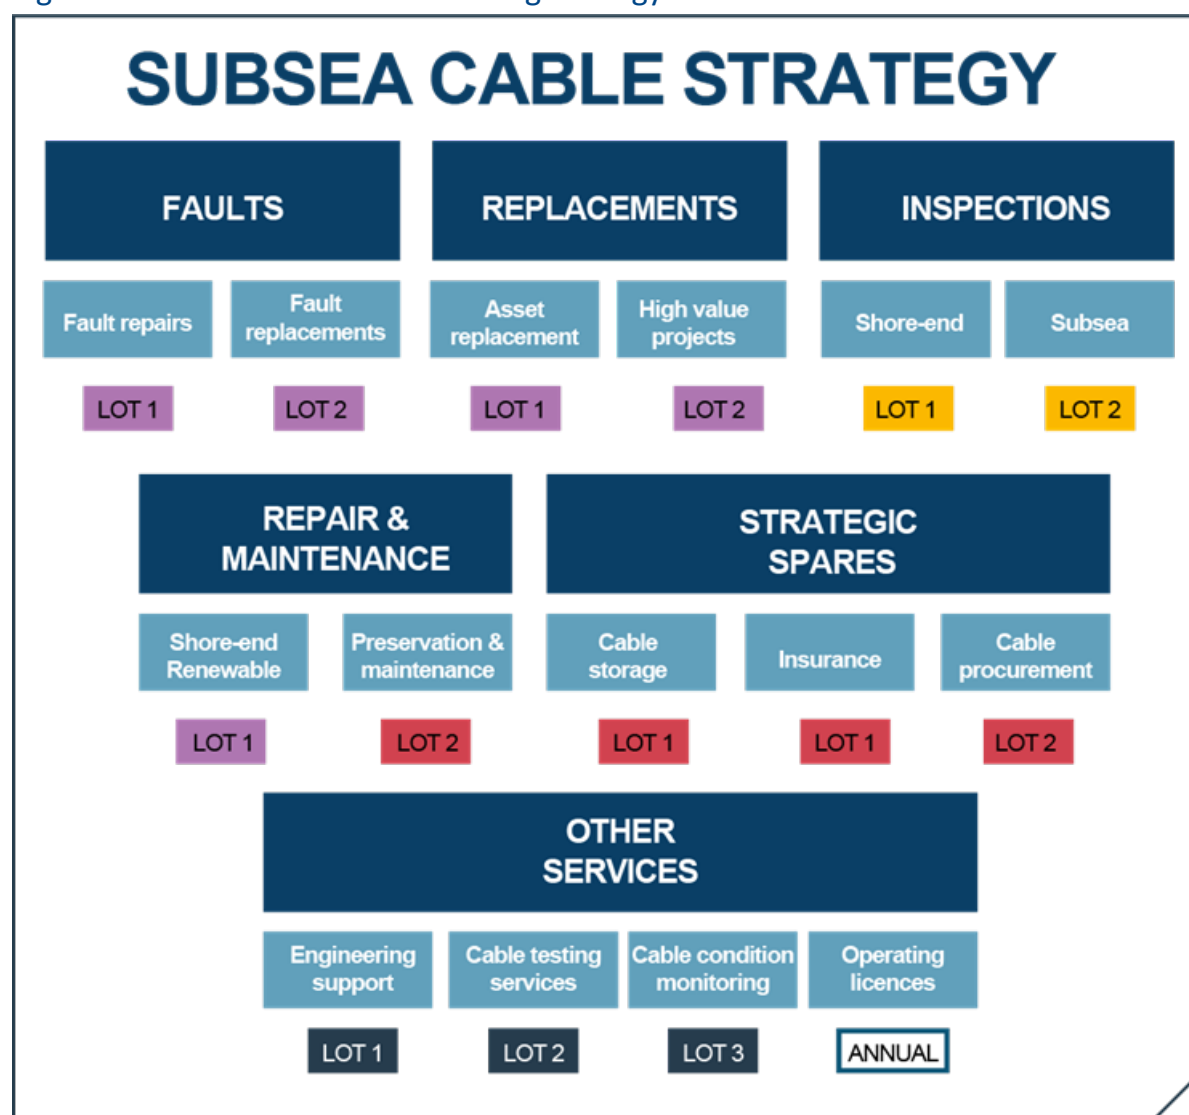 SUBSEA CABLE STRATEGY
FAULTS
REPLACEMENTS
INSPECTIONS
Fault repairs
Fault
replacements
Asset
replacement
High value
projects
Shore-end
Subsea
LOT 1
LOT 2
LOT 1
LOT 2
LOT 1
LOT 2
REPAIR &
MAINTENANCE
STRATEGIC
SPARES
Shore-end
Renewable
Preservation &
maintenance
Cable
storage
Insurance
Cable
procurement
LOT 1
LOT 2
LOT 1
LOT 1
LOT 2
OTHER
SERVICES
Engineering
support
Cable testing
services
Cable condition
monitoring
Operating
licences
LOT 1
LOT 2
LOT 3
ANNUAL